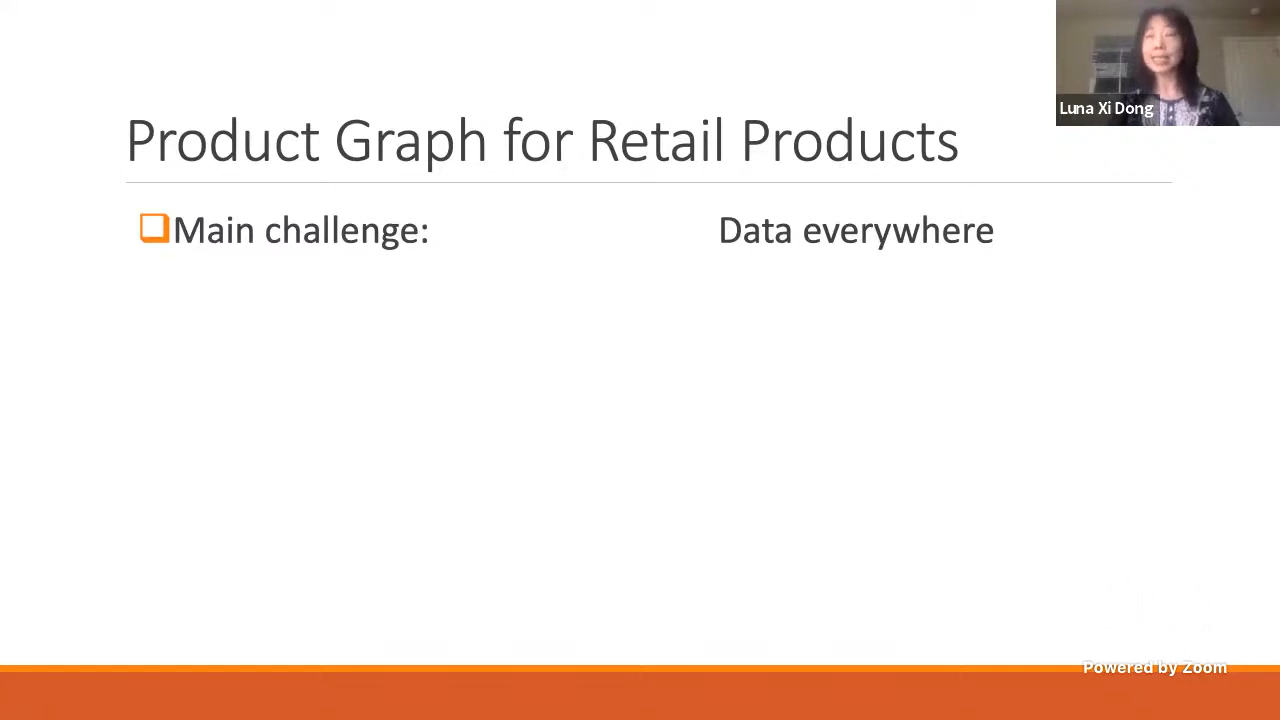 Luna Xi Dong
Product Graph for Retail Products
Main challenge: Data everywhere
Powered by Zoom